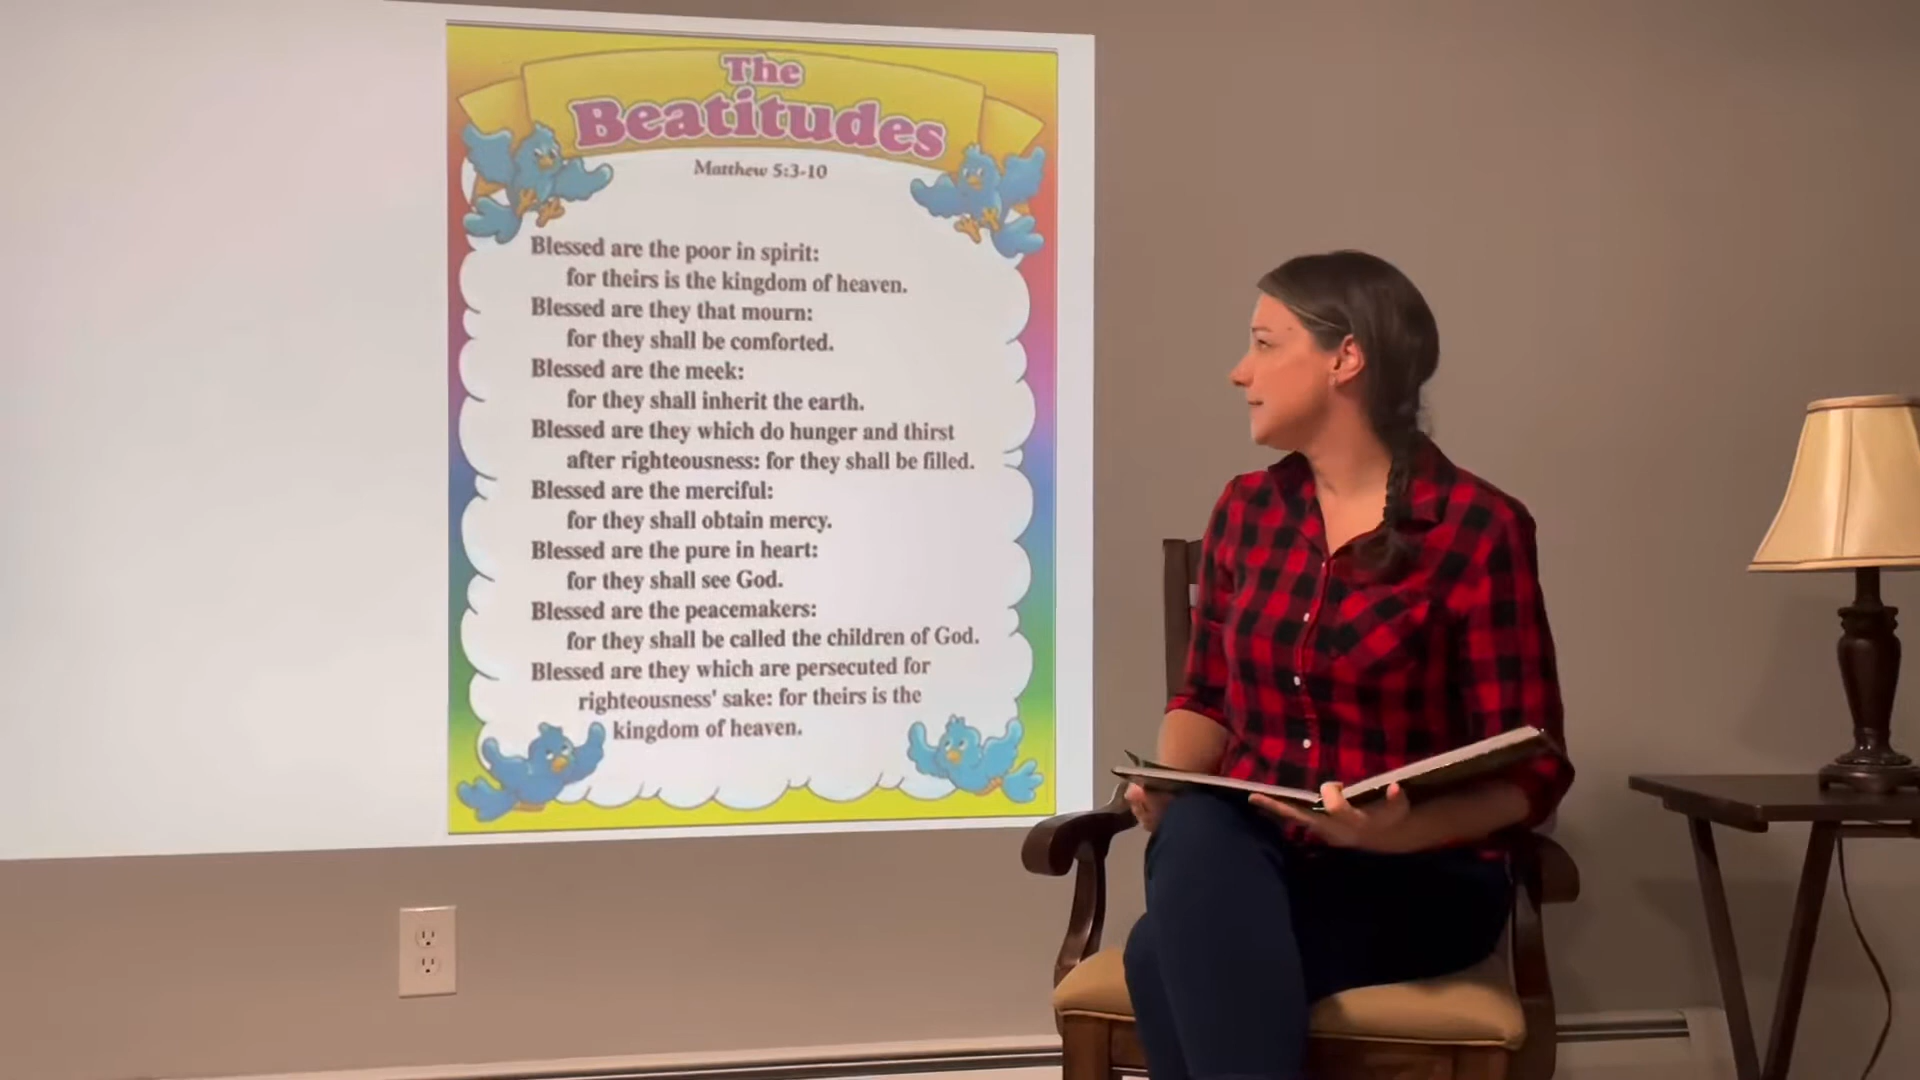 The
Beatitudes
Matthew 5:3-10
Blessed are the poor in spirit:
for theirs is the kingdom of heaven.
Blessed are they that mourn:
for they shall be comforted.
Blessed are the meek:
for they shall inherit the earth.
Blessed are they which do hunger and thirst
after righteousness: for they shall be filled.
Blessed are the merciful:
for they shall obtain mercy.
Blessed are the pure in heart:
for they shall see God.
Blessed are the peacemakers:
for they shall be called the children of God.
Blessed are they which are persecuted for
righteousness' sake: for theirs is the
kingdom of heaven.